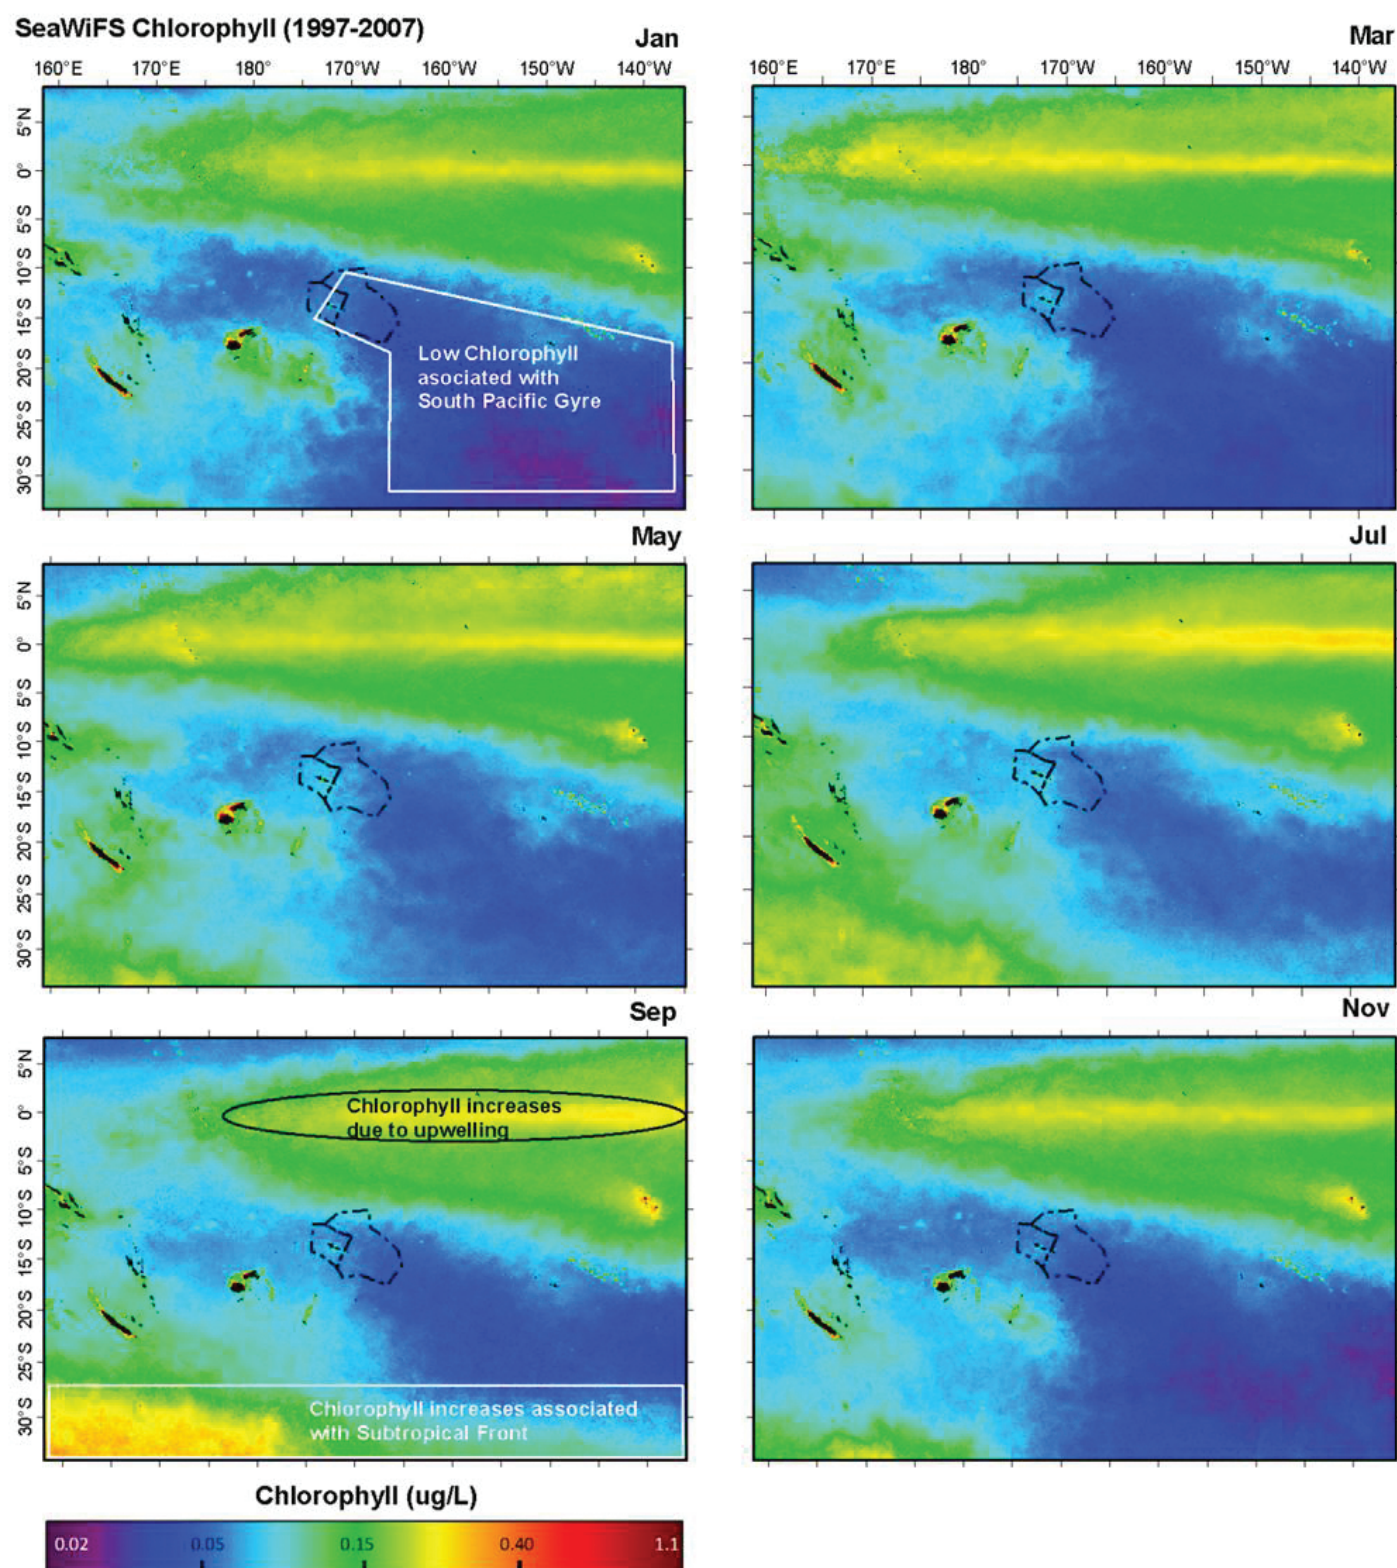 SeaWiFS Chlorophyll (1997-2007)
Jan
Mar
160°E 170°E 180° 170°W 160°W 150°W 140°W
160°E 170°E 180° 170°W 160°W 150°W 140°W
5°N
0°
5°S
10°S
15°S
20°S
25°S
30°S
Low Chlorophyll
asociated with
South Pacific Gyre
May
Jul
5°N
0°
5°S
10°S
15°S
20°S
25°S
30°S
Sep
Nov
5°N
0°
5°S
10°S
15°S
20°S
25°S
30°S
Chlorophyll increases
due to upwelling
Chlorophyll increases associated
with Subtropical Front
Chlorophyll (ug/L)
0.02 0.05 0.15 0.40 1.1